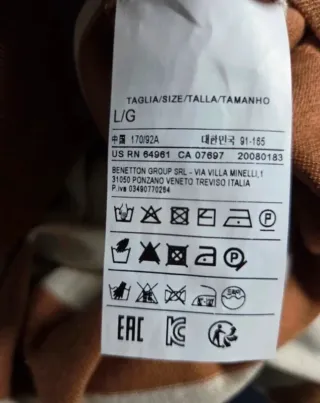 TAGLIA/SIZE/TALLA/TAMANHO
L/G
中国 170/92A 대한민국 91-165
US RN 64961 CA 07697 20080183
BENETTON GROUP SRL - VIA VILLA MINELLI,1
31050 PONZANO VENETO TREVISO ITALIA
P.iva 03490770264
P
P
EAC